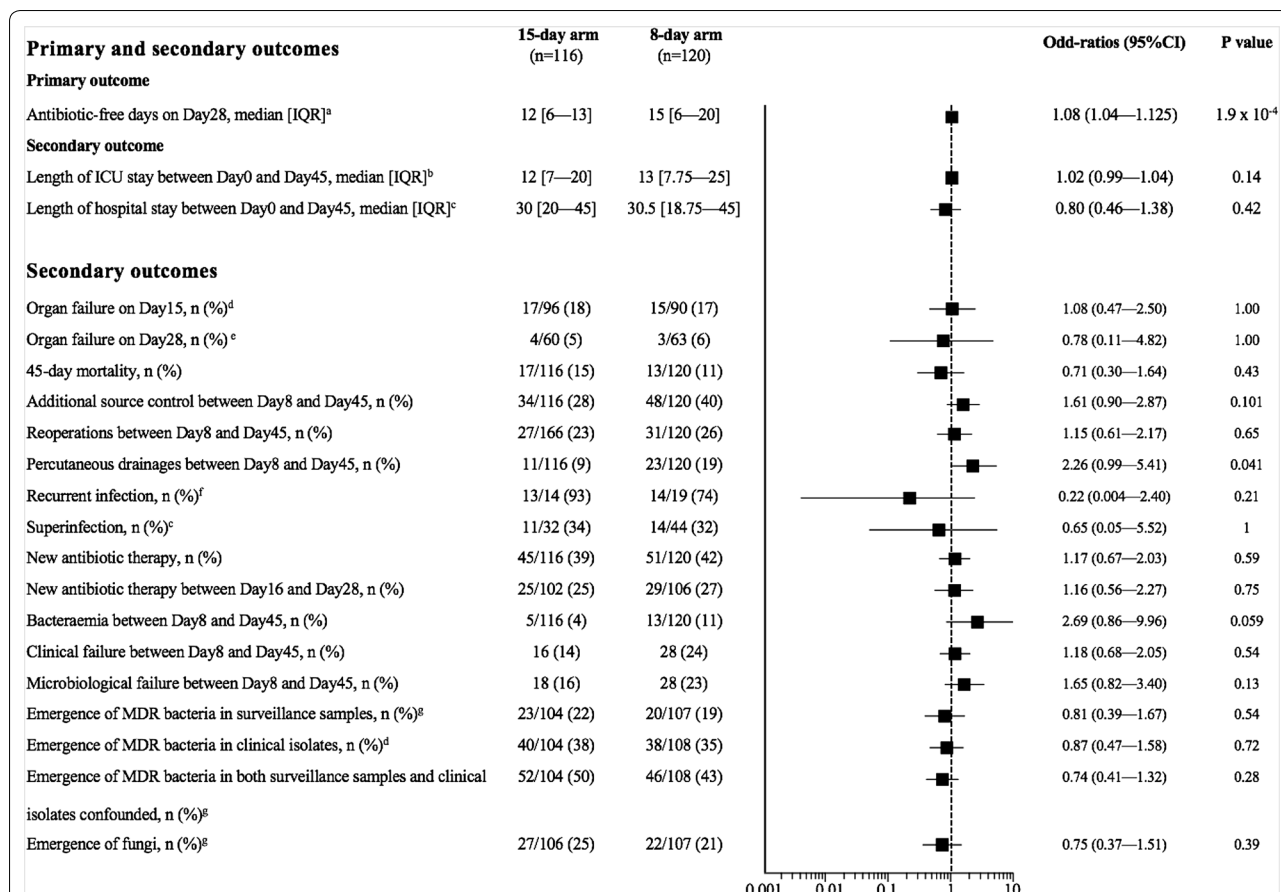 Primary and secondary outcomes 15-day arm 8-day arm Odd-ratios (95%CI) P value
(n=116) (n=120)
Primary outcome
Antibiotic-free days on Day28, median [IQR]a 12 [6—13] 15 [6—20] 1.08 (1.04—1.125) 1.9 x 10-4
Secondary outcome
Length of ICU stay between Day0 and Day45, median [IQR]b 12 [7—20] 13 [7.75—25] 1.02 (0.99—1.04) 0.14
Length of hospital stay between Day0 and Day45, median [IQR]c 30 [20—45] 30.5 [18.75—45] 0.80 (0.46—1.38) 0.42
Secondary outcomes
Organ failure on Day15, n (%)d 17/96 (18) 15/90 (17) 1.08 (0.47—2.50) 1.00
Organ failure on Day28, n (%) e 4/60 (5) 3/63 (6) 0.78 (0.11—4.82) 1.00
45-day mortality, n (%) 17/116 (15) 13/120 (11) 0.71 (0.30—1.64) 0.43
Additional source control between Day8 and Day45, n (%) 34/116 (28) 48/120 (40) 1.61 (0.90—2.87) 0.101
Reoperations between Day8 and Day45, n (%) 27/166 (23) 31/120 (26) 1.15 (0.61—2.17) 0.65
Percutaneous drainages between Day8 and Day45, n (%) 11/116 (9) 23/120 (19) 2.26 (0.99—5.41) 0.041
Recurrent infection, n (%)f 13/14 (93) 14/19 (74) 0.22 (0.004—2.40) 0.21
Superinfection, n (%)c 11/32 (34) 14/44 (32) 0.65 (0.05—5.52) 1
New antibiotic therapy, n (%) 45/116 (39) 51/120 (42) 1.17 (0.67—2.03) 0.59
New antibiotic therapy between Day16 and Day28, n (%) 25/102 (25) 29/106 (27) 1.16 (0.56—2.27) 0.75
Bacteraemia between Day8 and Day45, n (%) 5/116 (4) 13/120 (11) 2.69 (0.86—9.96) 0.059
Clinical failure between Day8 and Day45, n (%) 16 (14) 28 (24) 1.18 (0.68—2.05) 0.54
Microbiological failure between Day8 and Day45, n (%) 18 (16) 28 (23) 1.65 (0.82—3.40) 0.13
Emergence of MDR bacteria in surveillance samples, n (%)g 23/104 (22) 20/107 (19) 0.81 (0.39—1.67) 0.54
Emergence of MDR bacteria in clinical isolates, n (%)d 40/104 (38) 38/108 (35) 0.87 (0.47—1.58) 0.72
Emergence of MDR bacteria in both surveillance samples and clinical 52/104 (50) 46/108 (43) 0.74 (0.41—1.32) 0.28
isolates confounded, n (%)g
Emergence of fungi, n (%)g 27/106 (25) 22/107 (21) 0.75 (0.37—1.51) 0.39
0.001 0.01 0.1 1 10